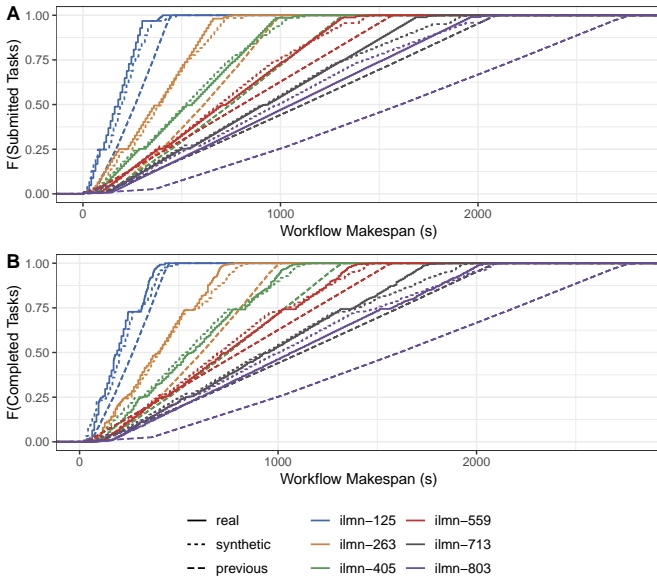 A
1.00
0.75
0.50
0.25
0.00
F(Submitted Tasks)
0 1000 2000
Workflow Makespan (s)
B
1.00
0.75
0.50
0.25
0.00
F(Completed Tasks)
0 1000 2000
Workflow Makespan (s)
real ilmn−125 ilmn−559
synthetic ilmn−263 ilmn−713
previous ilmn−405 ilmn−803